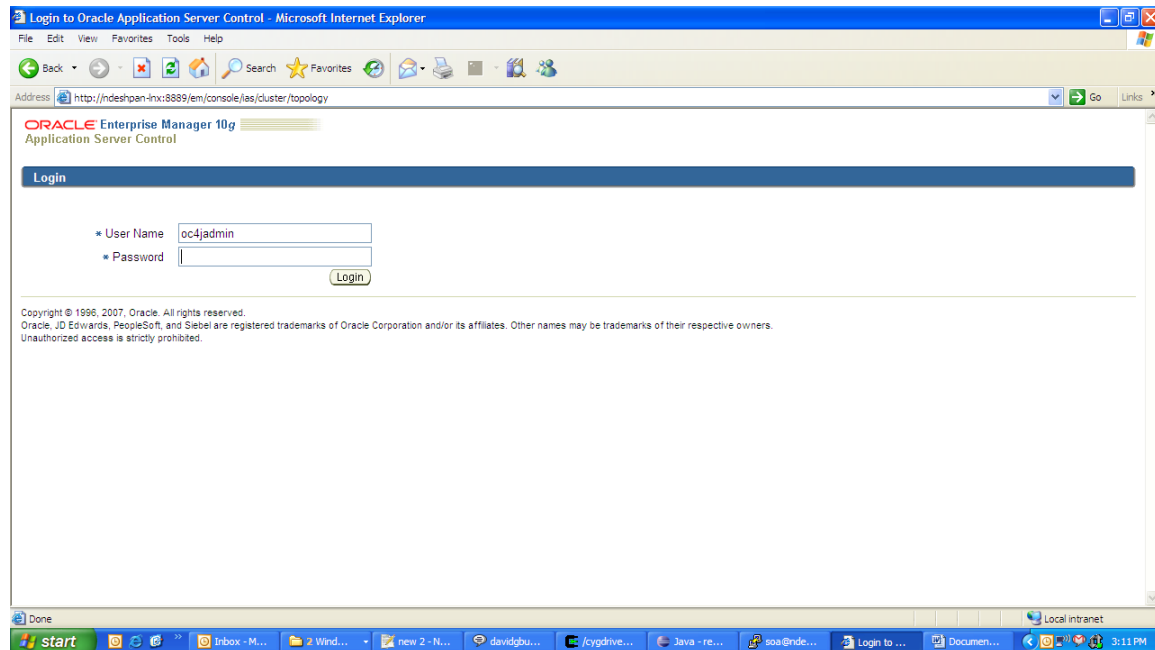 Login to Oracle Application Server Control - Microsoft Internet Explorer
File Edit View Favorites Tools Help
Back Search Favorites
Address http://ndeshpan-lnx:8889/em/console/ias/cluster/topology Go Links
ORACLE Enterprise Manager 10g
Application Server Control
Login
* User Name oc4jadmin
* Password
Login
Copyright © 1996, 2007, Oracle. All rights reserved.
Oracle, JD Edwards, PeopleSoft, and Siebel are registered trademarks of Oracle Corporation and/or its affiliates. Other names may be trademarks of their respective owners.
Unauthorized access is strictly prohibited.
Done Local intranet
start Inbox - M... 2 Wind... new 2 - N... davidgbu... /cygdrive... Java - re... soa@nde... Login to ... Documen... 3:11 PM